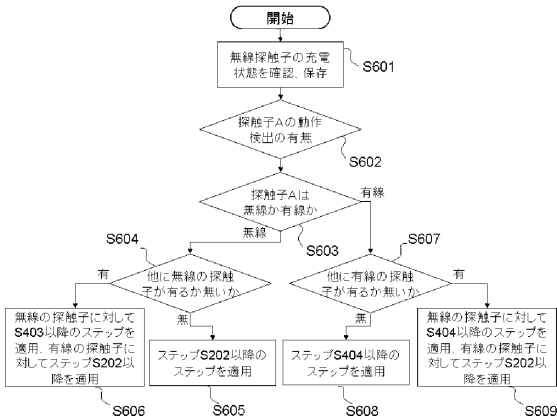 開始
無線探触子の充電
状態を確認、保存
S601
探触子Aの動作
検出の有無
S602
探触子Aは
無線か有線か
S603
無線
有線
S604
他に無線の探触
子が有るか無いか
有
無
S607
他に有線の探触
子が有るか無いか
無
有
無線の探触子に対して
S403以降のステップを
適用、有線の探触子に
対してステップS202以
降を適用
S606
ステップS202以降の
ステップを適用
S605
ステップS404以降の
ステップを適用
S608
無線の探触子に対して
S404以降のステップを
適用、有線の探触子に
対してステップS202以
降を適用
S609